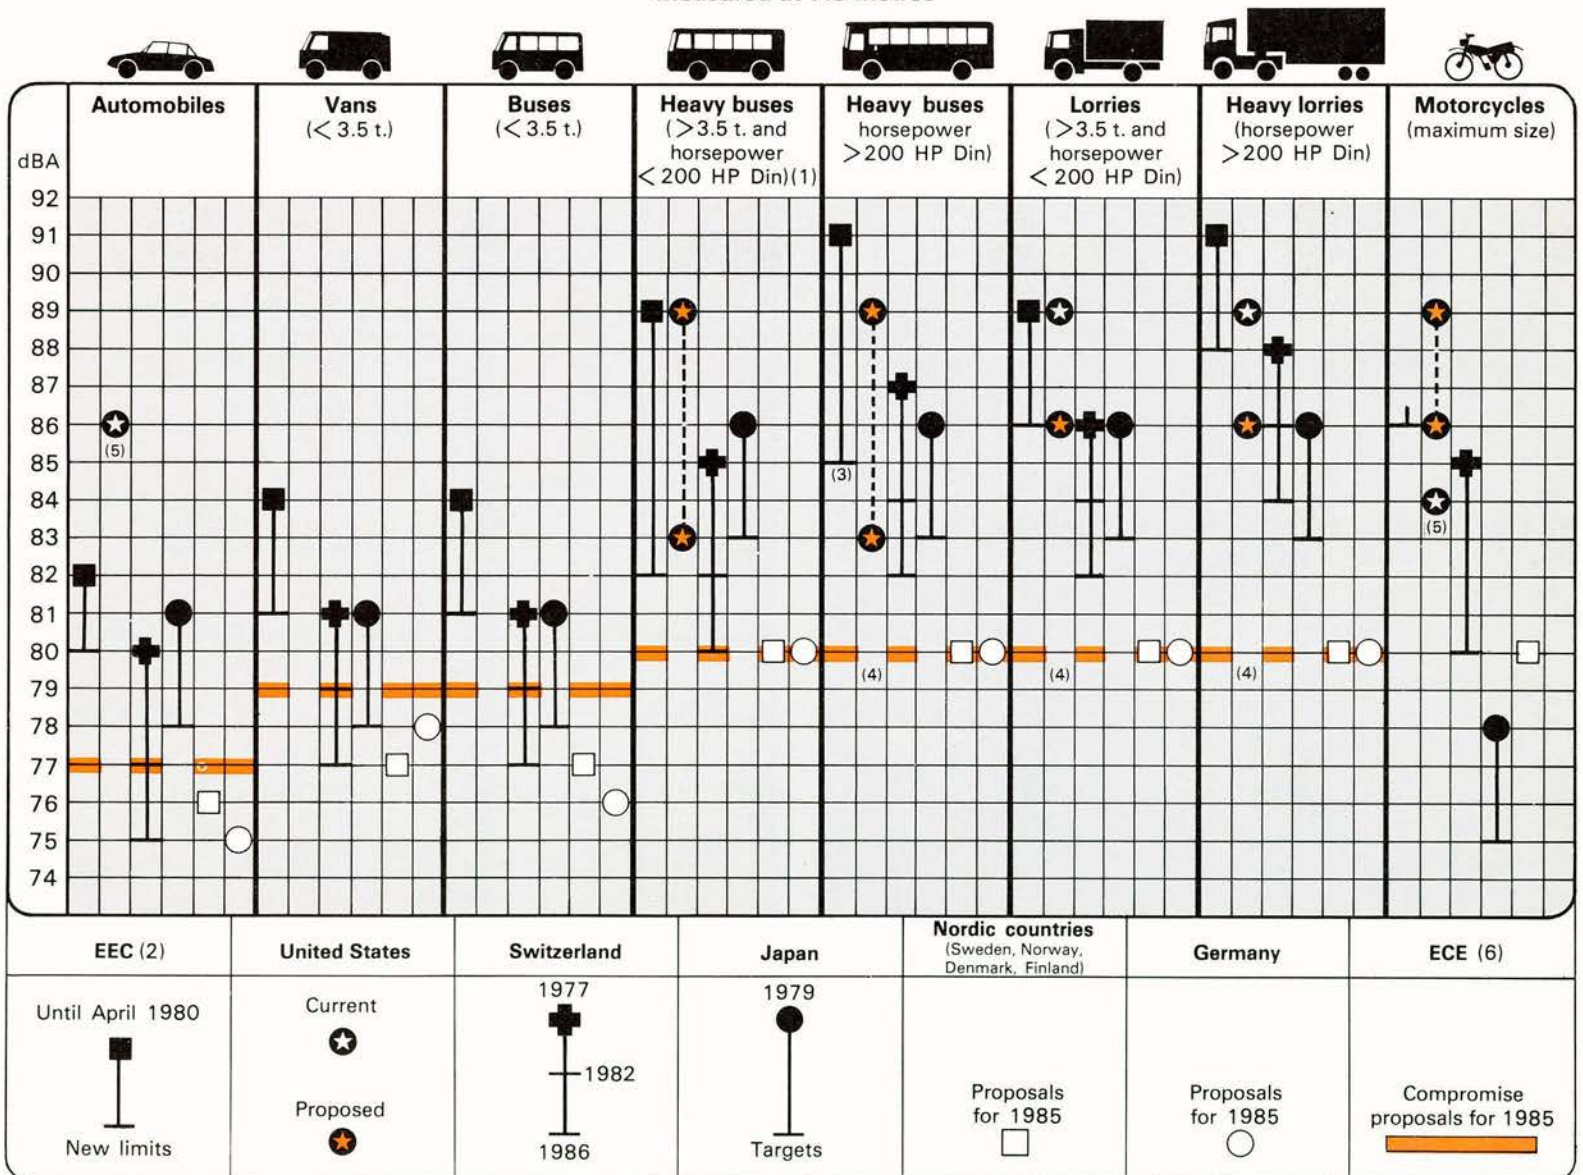 Automobiles
Vans
(< 3.5 t.)
Buses
(< 3.5 t.)
Heavy buses
(>3.5 t. and
horsepower
< 200 HP Din)(1)
Heavy buses
horsepower
>200 HP Din)
Lorries
(>3.5 t. and
horsepower
< 200 HP Din)
Heavy lorries
(horsepower
>200 HP Din)
Motorcycles
(maximum size)
dBA
92
91
90
89
88
87
86
85
84
83
82
81
80
79
78
77
76
75
74
(5)
(3)
(4)
(4)
(4)
(5)
EEC (2)
Until April 1980
New limits
United States
Current
Proposed
Switzerland
1977
1982
1986
Japan
1979
Targets
Nordic countries
(Sweden, Norway,
Denmark, Finland)
Proposals
for 1985
Germany
Proposals
for 1985
ECE (6)
Compromise
proposals for 1985